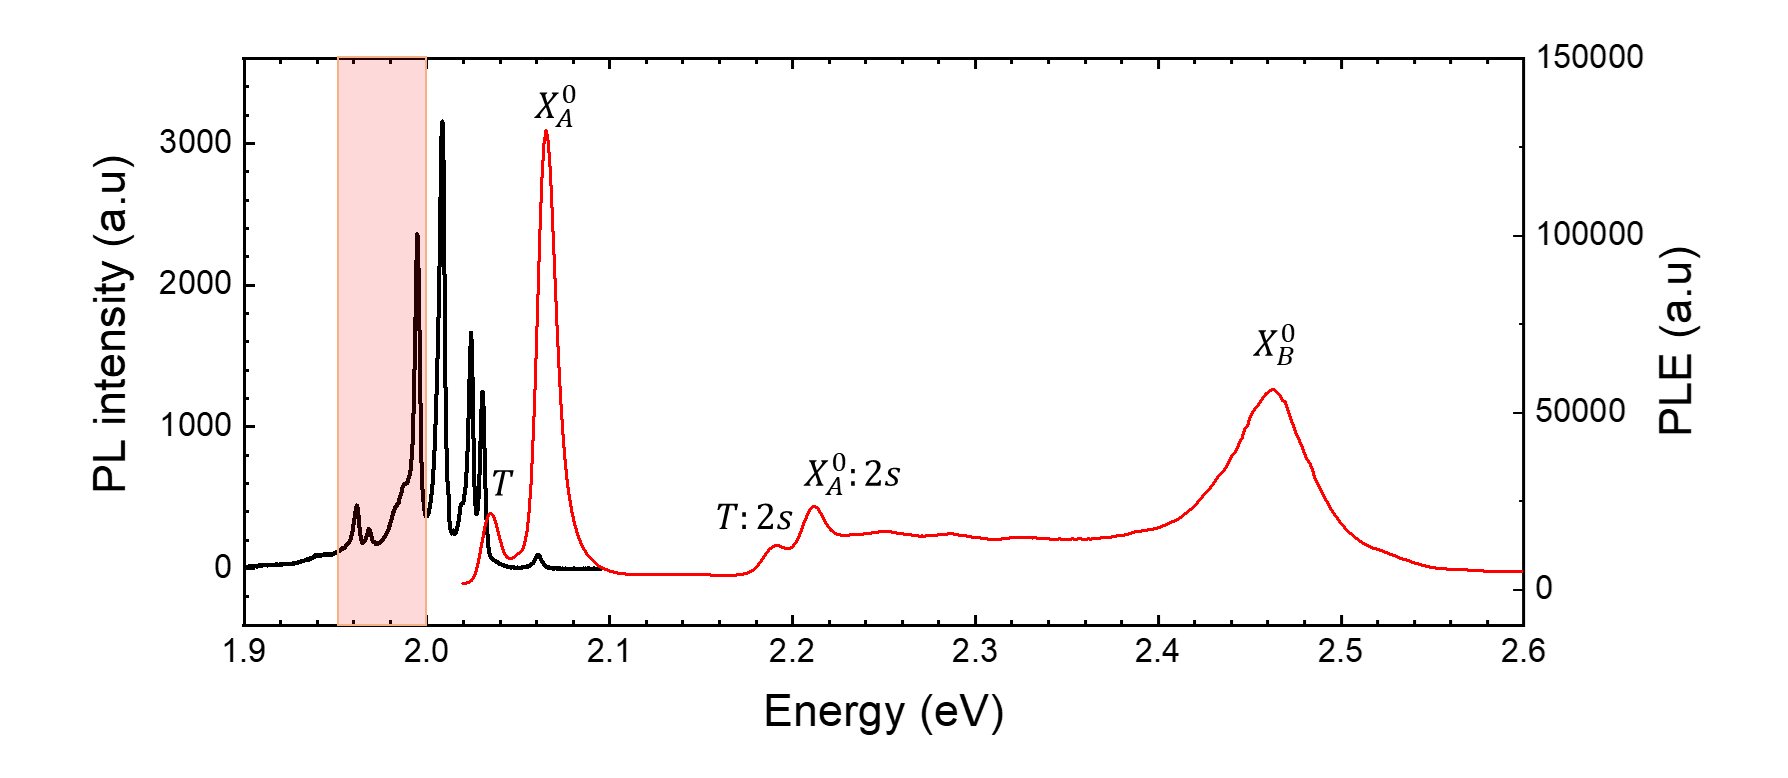 150000
X_A^0
3000
100000
2000
X_B^0
50000
1000
X_A^0: 2s
T
T: 2s
0
0
1.9 2.0 2.1 2.2 2.3 2.4 2.5 2.6
Energy (eV)
PL intensity (a.u)
PLE (a.u)